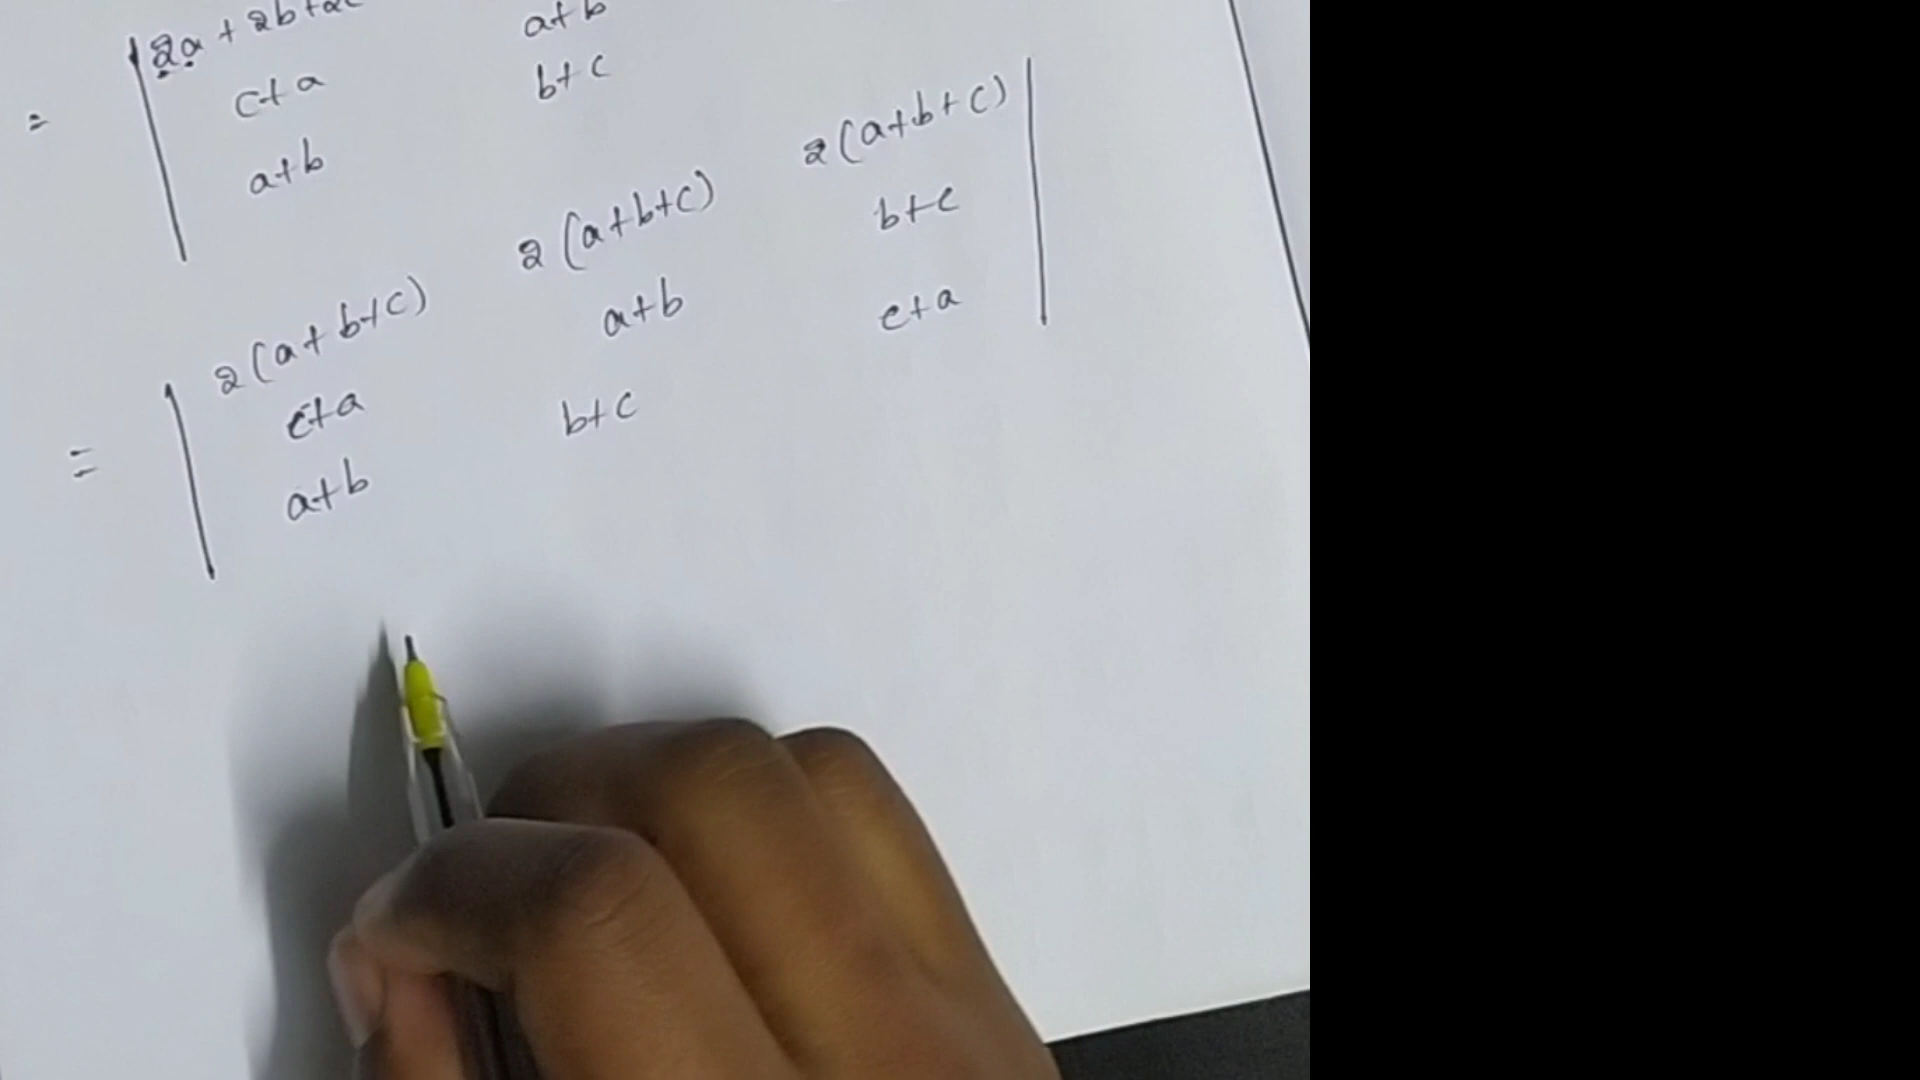 2a + 2b + 2c a+b
= c+a b+c
a+b
2(a+b+c) 2(a+b+c) 2(a+b+c)
= c+a a+b b+c
a+b b+c c+a